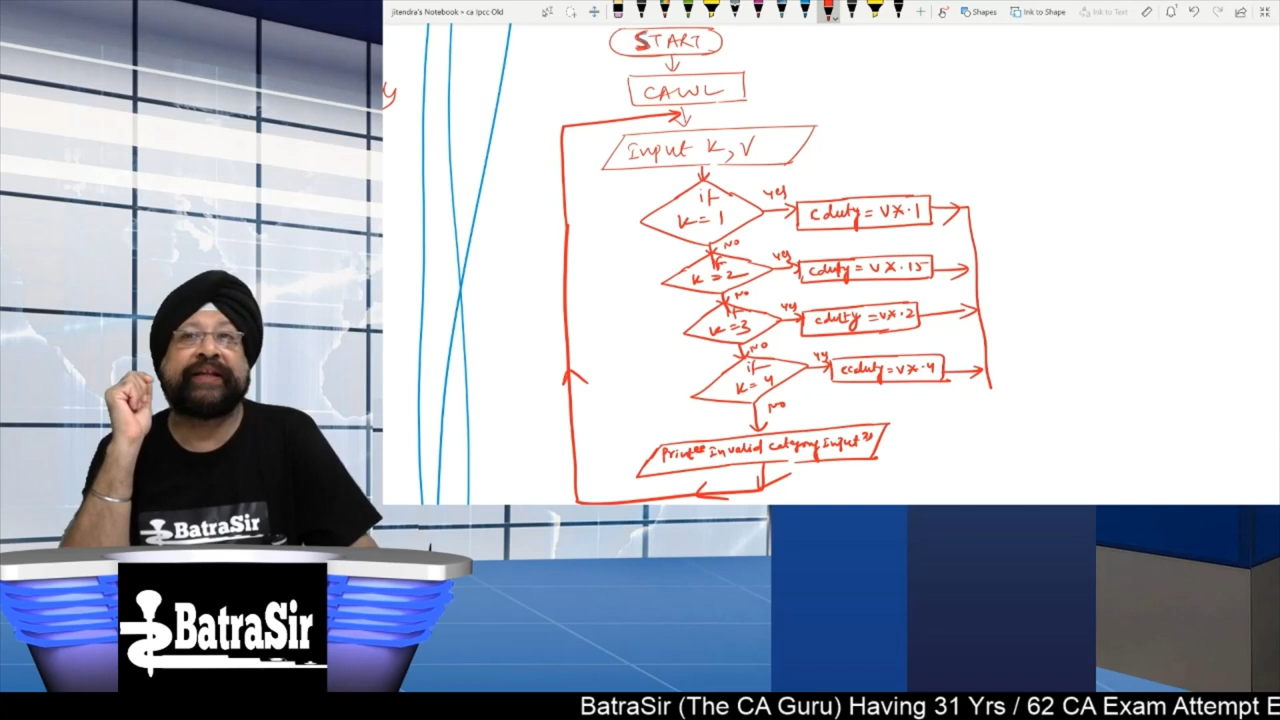 jitendra's Notebook > ca Ipcc Old
Shapes
Ink to Shape
Ink to Text
START
CAWL
Input K, V
if
K = 1
yes
cduty = V*.1
NO
If
K = 2
yes
cduty = V*.15
NO
If
K = 3
yes
cduty = V*.2
NO
if
K = 4
yy
ccduty = V*.4
NO
Print "Invalid category Input"
y
BatraSir
BatraSir
BatraSir (The CA Guru) Having 31 Yrs / 62 CA Exam Attempt E